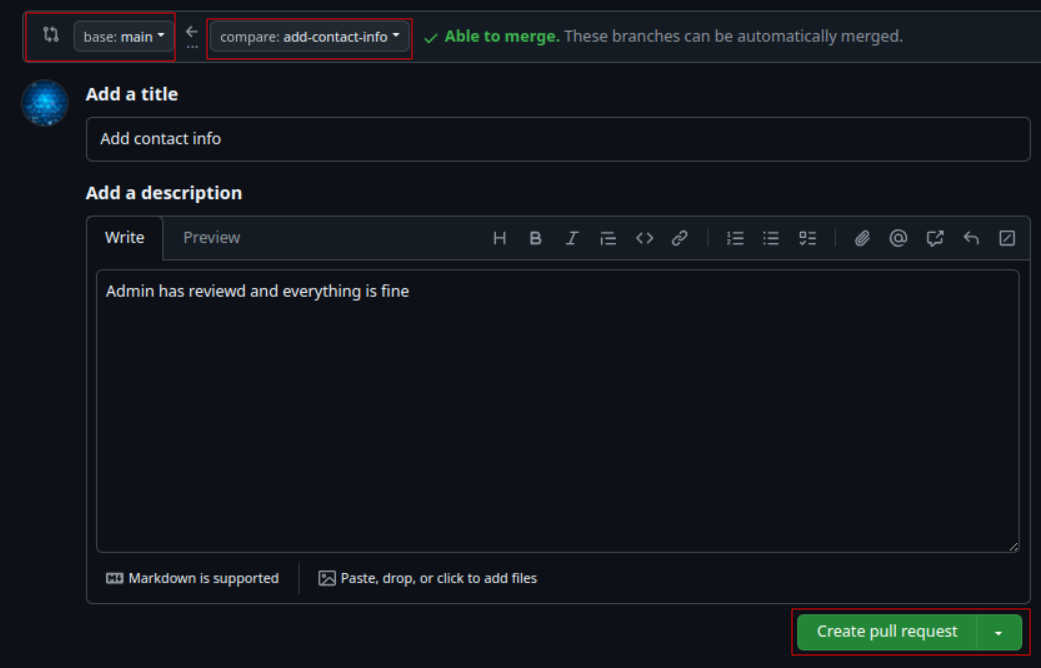 base: main compare: add-contact-info Able to merge. These branches can be automatically merged.
Add a title
Add contact info
Add a description
Write Preview
Admin has reviewd and everything is fine
Markdown is supported Paste, drop, or click to add files
Create pull request